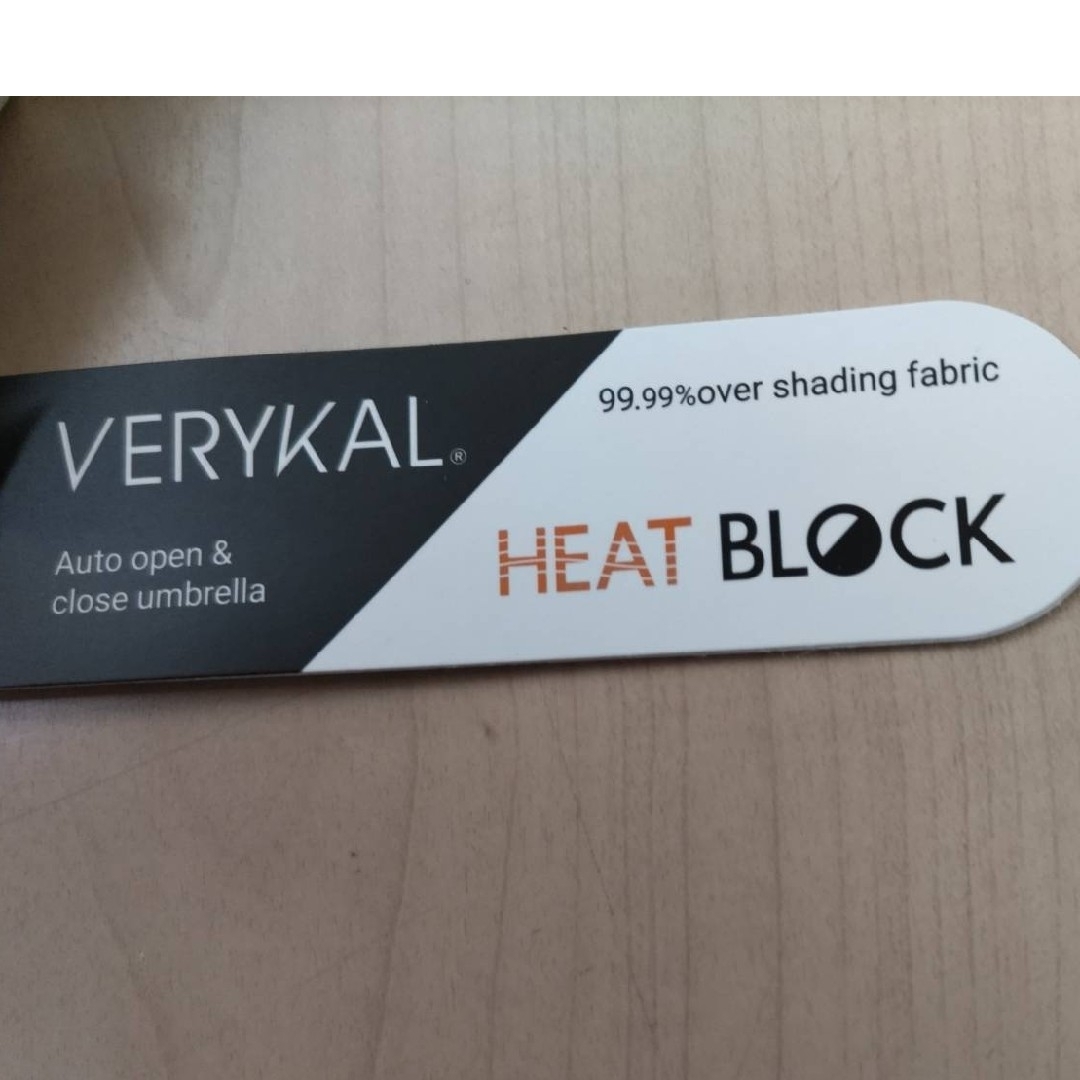 VERYKAL®
Auto open &
close umbrella
99.99%over shading fabric
HEAT BLOCK